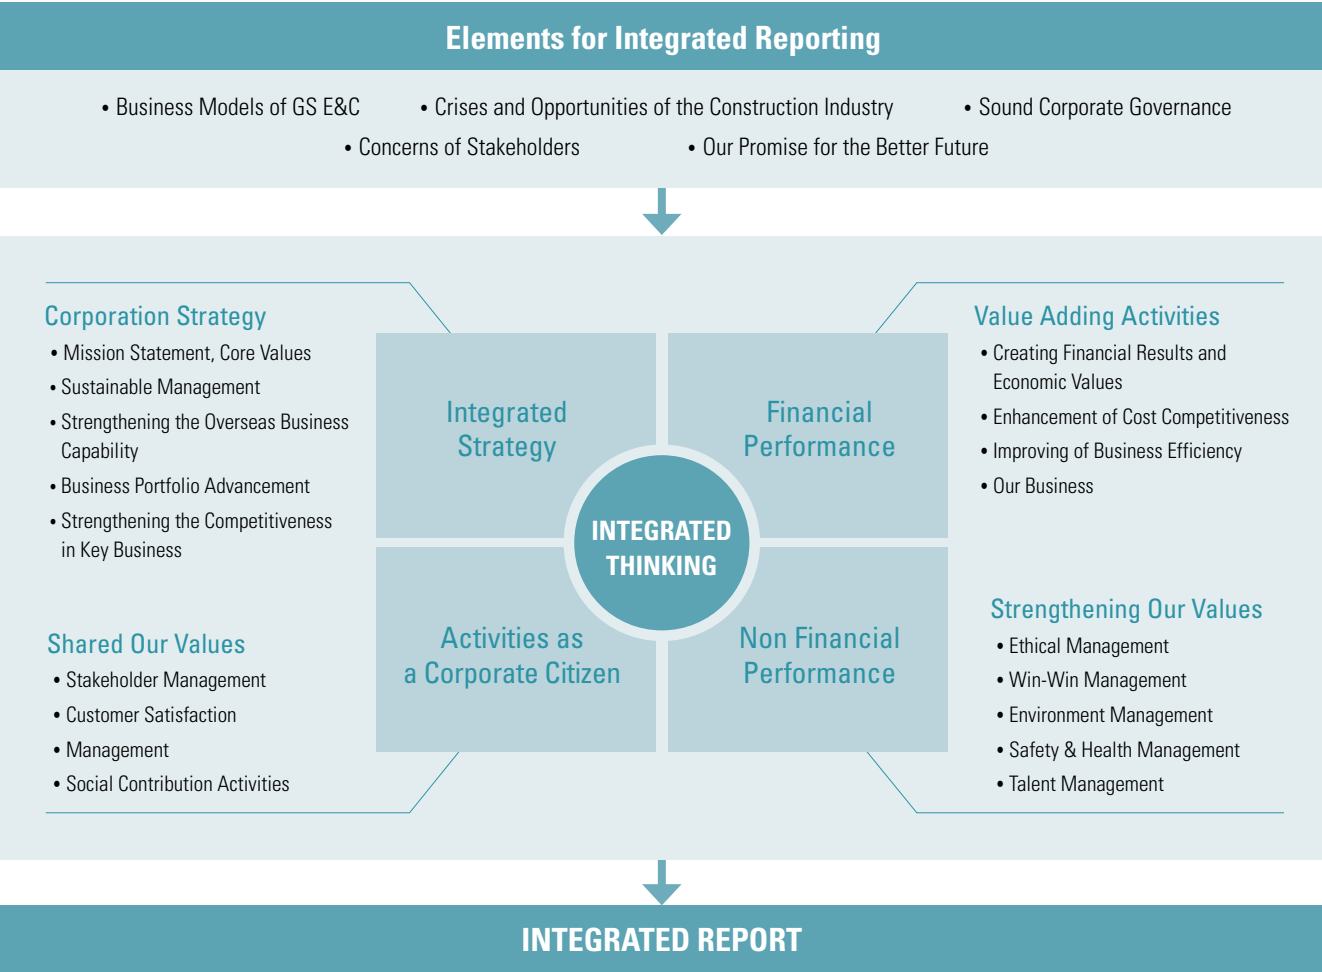 Elements for Integrated Reporting
• Business Models of GS E&C • Crises and Opportunities of the Construction Industry • Sound Corporate Governance
• Concerns of Stakeholders • Our Promise for the Better Future
Corporation Strategy
• Mission Statement, Core Values
• Sustainable Management
• Strengthening the Overseas Business
Capability
• Business Portfolio Advancement
• Strengthening the Competitiveness
in Key Business
Integrated
Strategy
Financial
Performance
Value Adding Activities
• Creating Financial Results and
Economic Values
• Enhancement of Cost Competitiveness
• Improving of Business Efficiency
• Our Business
INTEGRATED
THINKING
Shared Our Values
• Stakeholder Management
• Customer Satisfaction
• Management
• Social Contribution Activities
Activities as
a Corporate Citizen
Non Financial
Performance
Strengthening Our Values
• Ethical Management
• Win-Win Management
• Environment Management
• Safety & Health Management
• Talent Management
INTEGRATED REPORT